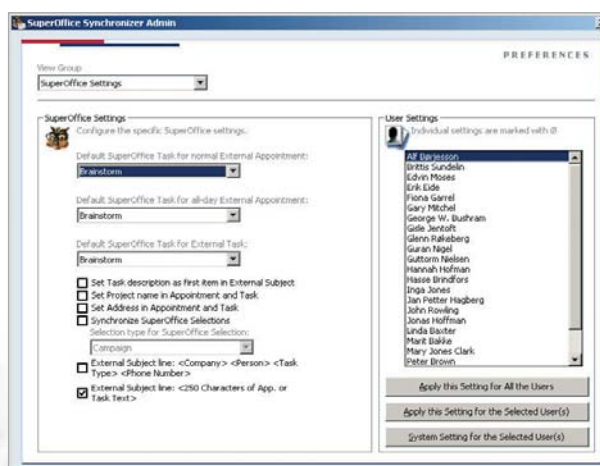 SuperOffice Synchronizer Admin
PREFERENCES
View Group
SuperOffice Settings
SuperOffice Settings
Configure the specific SuperOffice settings.
Default SuperOffice Task for normal External Appointment:
Brainstorm
Default SuperOffice Task for all-day External Appointment:
Brainstorm
Default SuperOffice Task for External Task:
Brainstorm
Set Task description as first item in External Subject
Set Project name in Appointment and Task
Set Address in Appointment and Task
Synchronize SuperOffice Selections
Selection type for SuperOffice Selection:
Campaign
External Subject line: <Company> <Person> <Task
Type> <Phone Number>
External Subject line: <250 Characters of App. or
Task Text>
User Settings
Individual settings are marked with Ø
Alf Børjesson
Brittis Sundelin
Edvin Moses
Erik Eide
Fiona Garrel
Gary Mitchel
George W. Bushram
Gisle Jentoft
Glenn Røkeberg
Guran Nigel
Guttorm Nielsen
Hannah Hofman
Hasse Brindfors
Inga Jones
Jan Petter Hagberg
John Rowling
Jonas Hoffman
Linda Baxter
Marit Bakke
Mary Jones Clark
Peter Brown
Apply this Setting for All the Users
Apply this Setting for the Selected User(s)
System Setting for the Selected User(s)